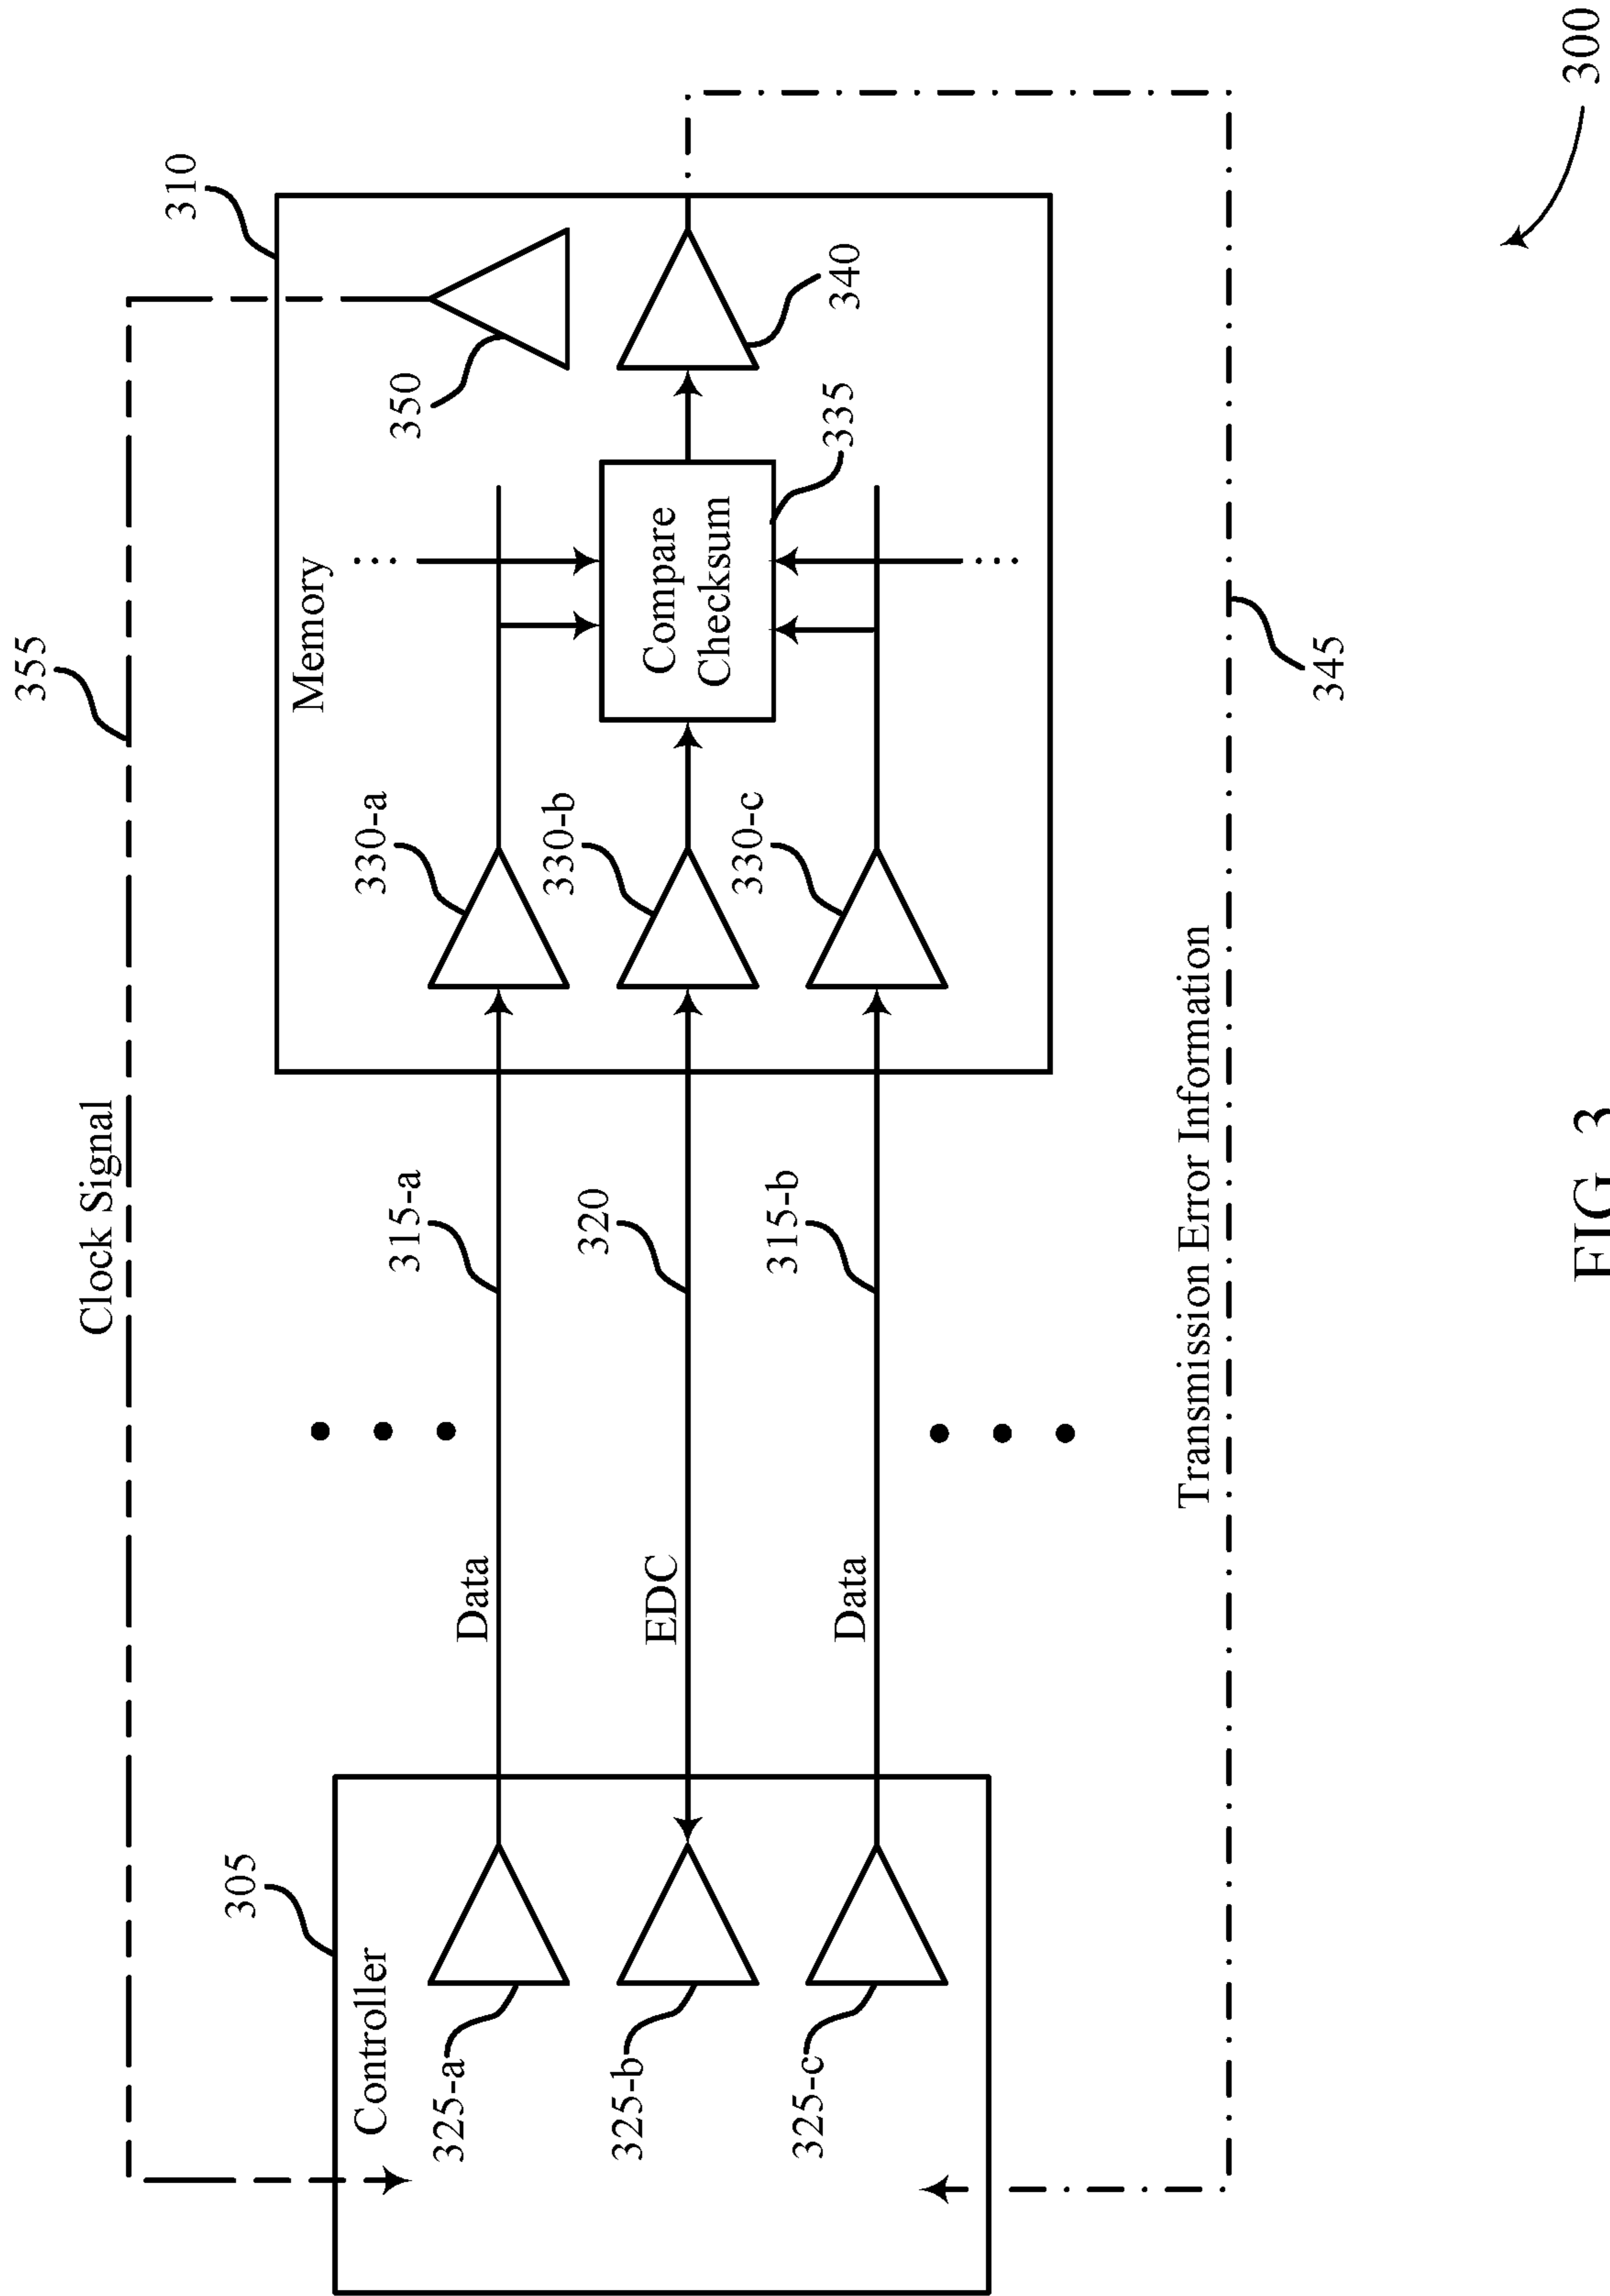 355
Clock Signal
310
305
Controller
Memory
350
325-a
Data
315-a
330-a
325-b
EDC
320
330-b
Compare
Checksum
340
335
325-c
Data
315-b
330-c
Transmission Error Information
345
300
FIG. 3